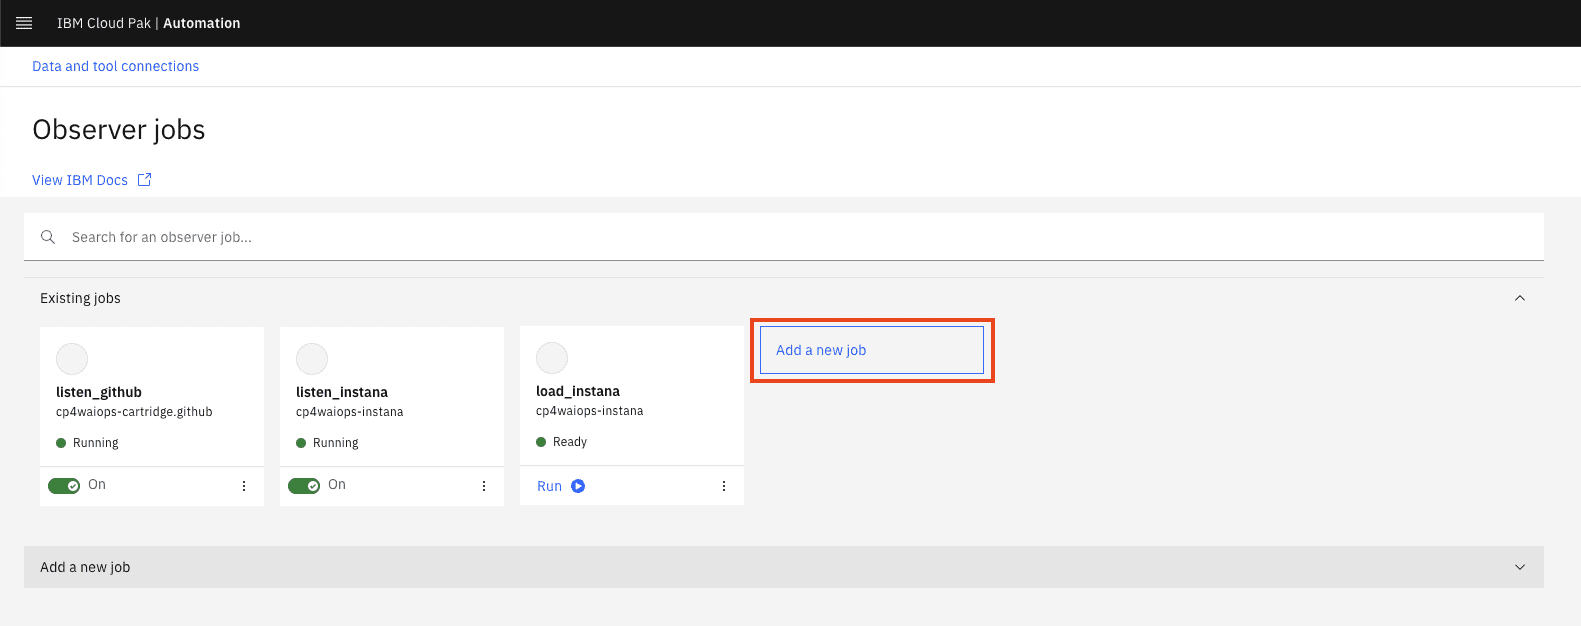 IBM Cloud Pak | Automation
Data and tool connections
Observer jobs
View IBM Docs
Search for an observer job...
Existing jobs
listen_github
cp4waiops-cartridge.github
Running
On
listen_instana
cp4waiops-instana
Running
On
load_instana
cp4waiops-instana
Ready
Run
Add a new job
Add a new job